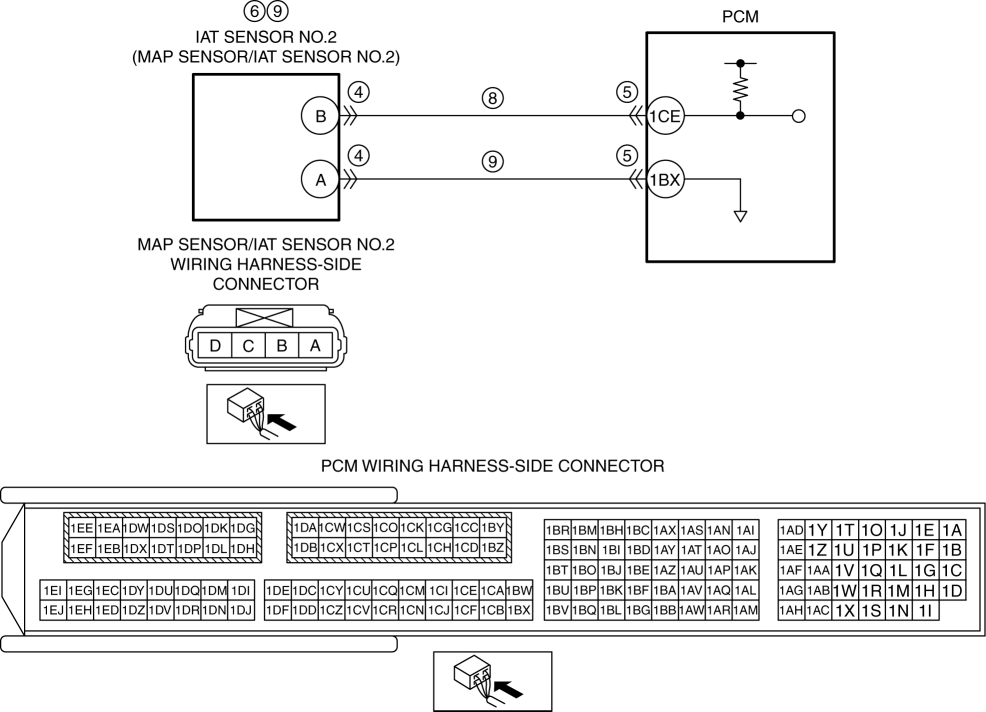 ⑥⑨
IAT SENSOR NO.2
(MAP SENSOR/IAT SENSOR NO.2)
PCM
B ④ ⑧ ⑤ 1CE
A ④ ⑨ ⑤ 1BX
MAP SENSOR/IAT SENSOR NO.2
WIRING HARNESS-SIDE
CONNECTOR
D C B A
PCM WIRING HARNESS-SIDE CONNECTOR
1EE 1EA 1DW 1DS 1DO 1DK 1DG
1EF 1EB 1DX 1DT 1DP 1DL 1DH
1EI 1EG 1EC 1DY 1DU 1DQ 1DM 1DI
1EJ 1EH 1ED 1DZ 1DV 1DR 1DN 1DJ
1DA 1CW 1CS 1CO 1CK 1CG 1CC 1BY
1DB 1CX 1CT 1CP 1CL 1CH 1CD 1BZ
1DE 1DC 1CY 1CU 1CQ 1CM 1CI 1CE 1CA 1BW
1DF 1DD 1CZ 1CV 1CR 1CN 1CJ 1CF 1CB 1BX
1BR 1BM 1BH 1BC 1AX 1AS 1AN 1AI
1BS 1BN 1BI 1BD 1AY 1AT 1AO 1AJ
1BT 1BO 1BJ 1BE 1AZ 1AU 1AP 1AK
1BU 1BP 1BK 1BF 1BA 1AV 1AQ 1AL
1BV 1BQ 1BL 1BG 1BB 1AW 1AR 1AM
1AD 1Y 1T 1O 1J 1E 1A
1AE 1Z 1U 1P 1K 1F 1B
1AF 1AA 1V 1Q 1L 1G 1C
1AG 1AB 1W 1R 1M 1H 1D
1AH 1AC 1X 1S 1N 1I